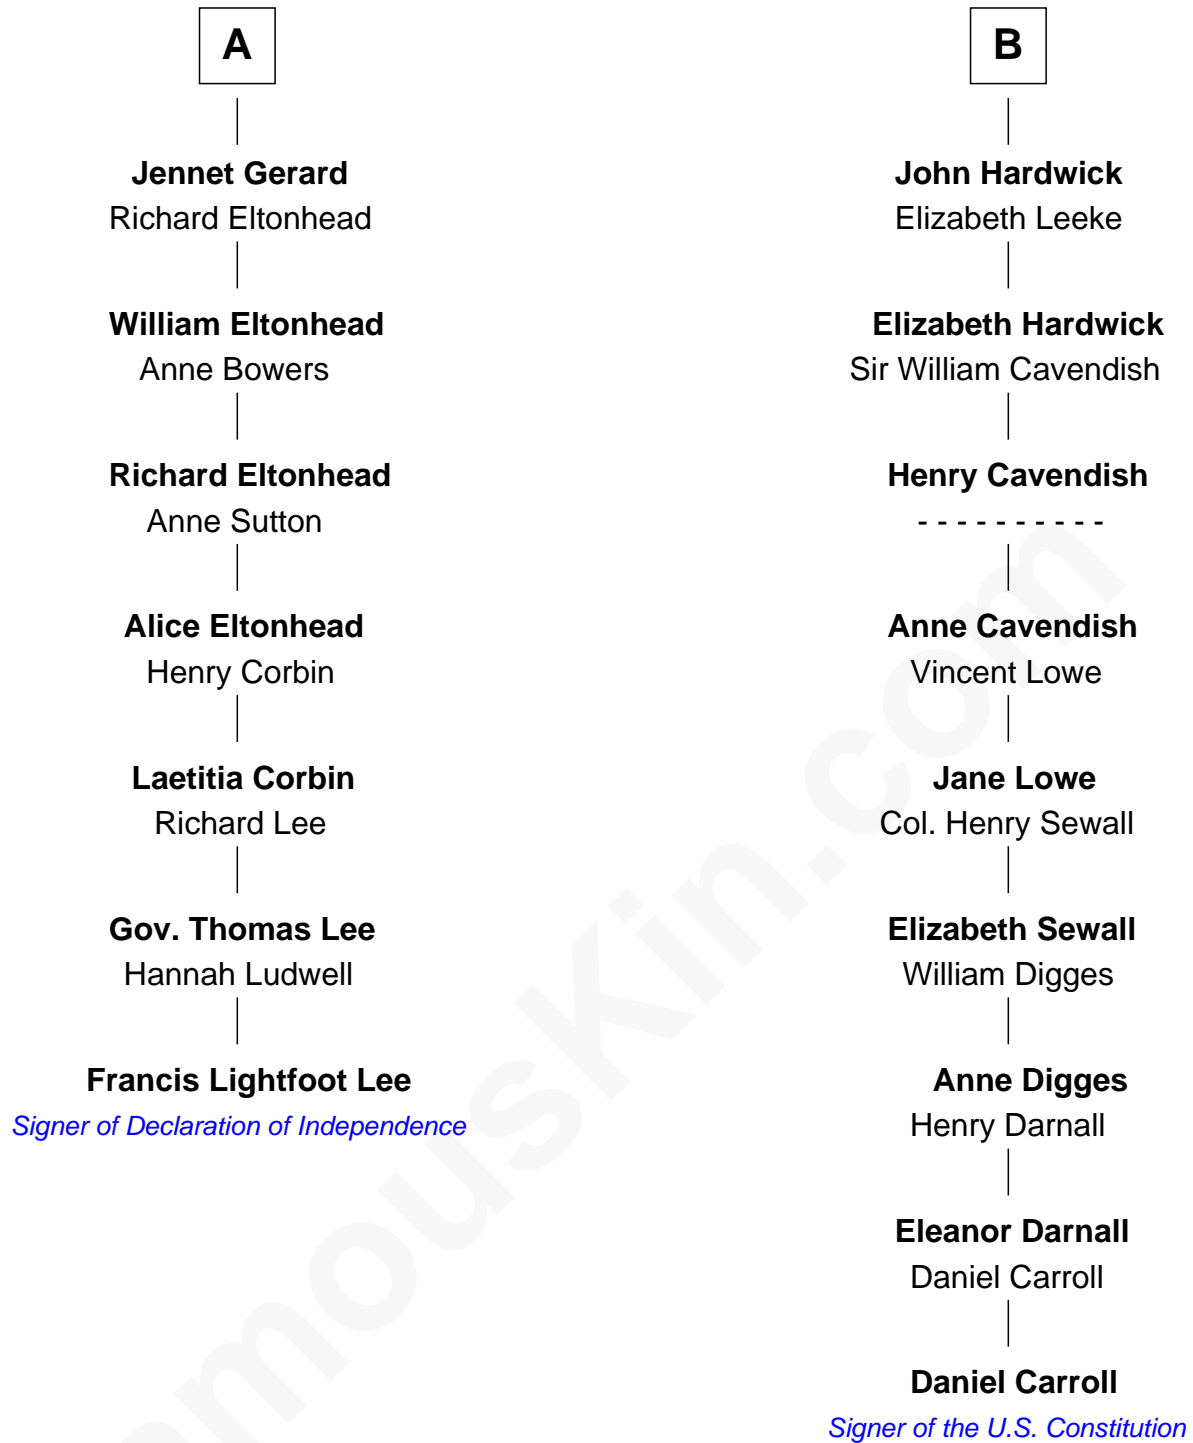 A
Jennet Gerard
Richard Eltonhead
William Eltonhead
Anne Bowers
Richard Eltonhead
Anne Sutton
Alice Eltonhead
Henry Corbin
Laetitia Corbin
Richard Lee
Gov. Thomas Lee
Hannah Ludwell
Francis Lightfoot Lee
Signer of Declaration of Independence
B
John Hardwick
Elizabeth Leeke
Elizabeth Hardwick
Sir William Cavendish
Henry Cavendish
- - - - - - - - - -
Anne Cavendish
Vincent Lowe
Jane Lowe
Col. Henry Sewall
Elizabeth Sewall
William Digges
Anne Digges
Henry Darnall
Eleanor Darnall
Daniel Carroll
Daniel Carroll
Signer of the U.S. Constitution
amouskin.com